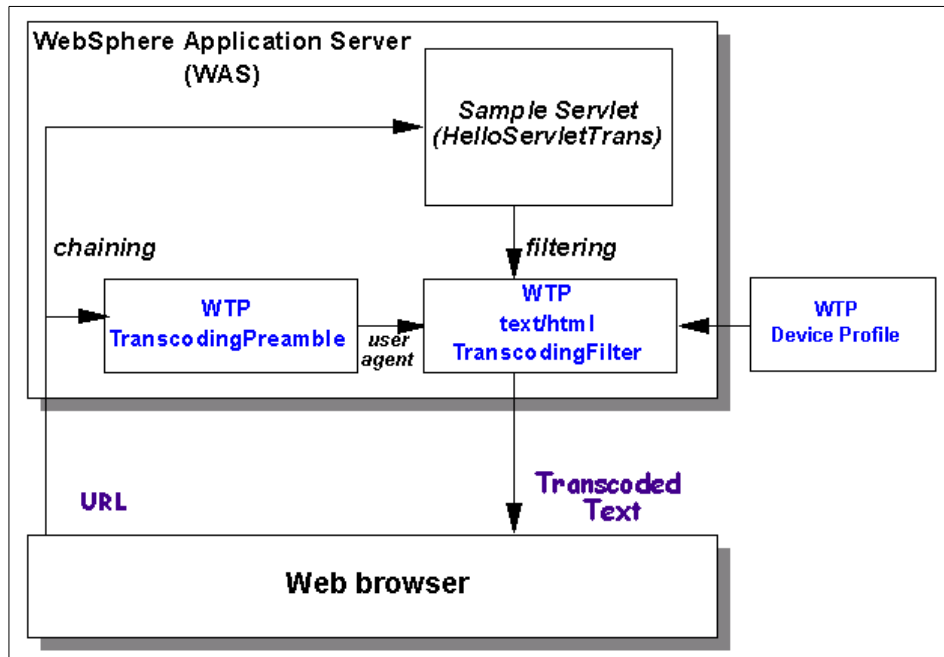 WebSphere Application Server
(WAS)
Sample Servlet
(HelloServletTrans)
chaining
filtering
WTP
TranscodingPreamble
user
agent
WTP
text/html
TranscodingFilter
WTP
Device Profile
URL
Transcoded
Text
Web browser